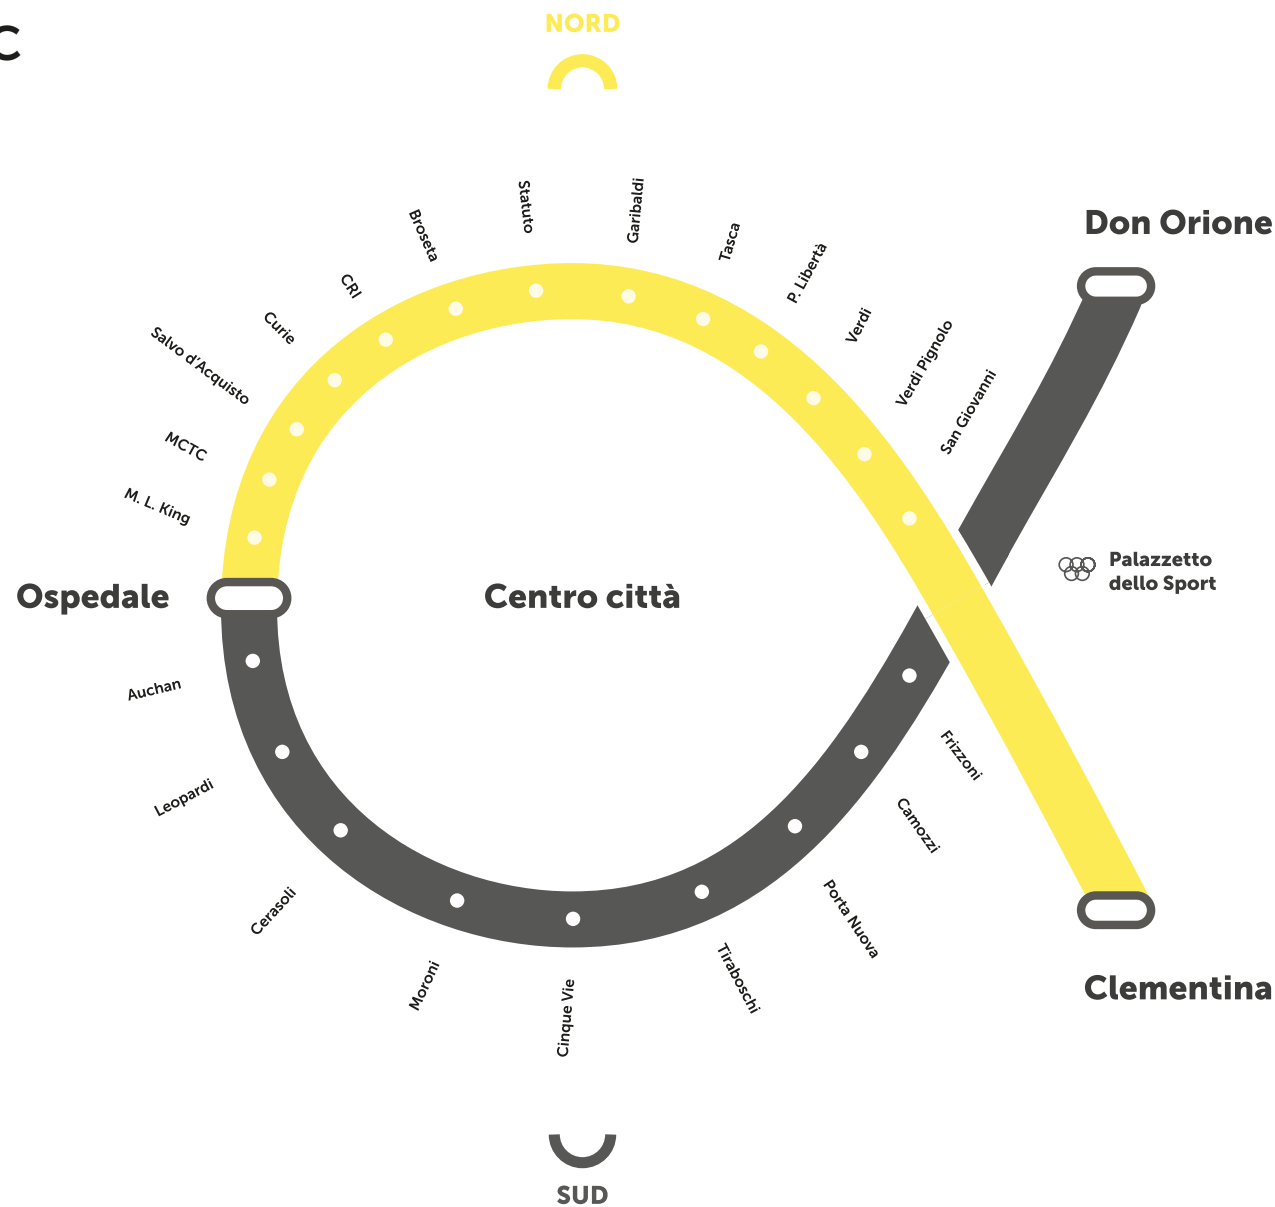 C
NORD
Statuto
Garibaldi
Broseta
Tasca
P. Libertà
CRI
Curie
Verdi
Salvo d'Acquisto
Verdi Pignolo
San Giovanni
MCTC
M. L. King
Don Orione
Palazzetto
dello Sport
Ospedale
Centro città
Auchan
Leopardi
Cerasoli
Moroni
Cinque Vie
Tiraboschi
Porta Nuova
Camozzi
Frizzoni
Clementina
SUD